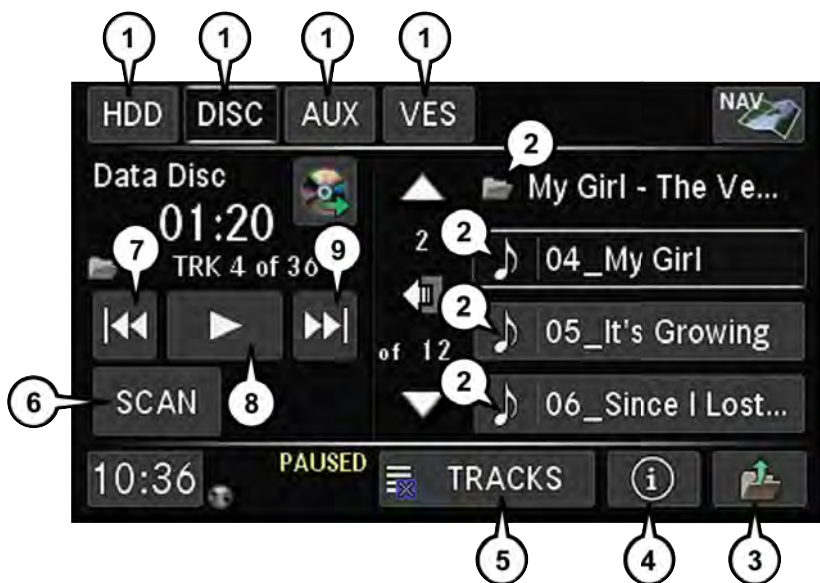 1 1 1 1
HDD DISC AUX VES NAV
2
Data Disc My Girl - The Ve...
01:20
7 9 2 2
TRK 4 of 36 04_My Girl
2
of 12 05_It's Growing
2
6 SCAN 8 06_Since I Lost...
10:36 PAUSED TRACKS i
5 4 3